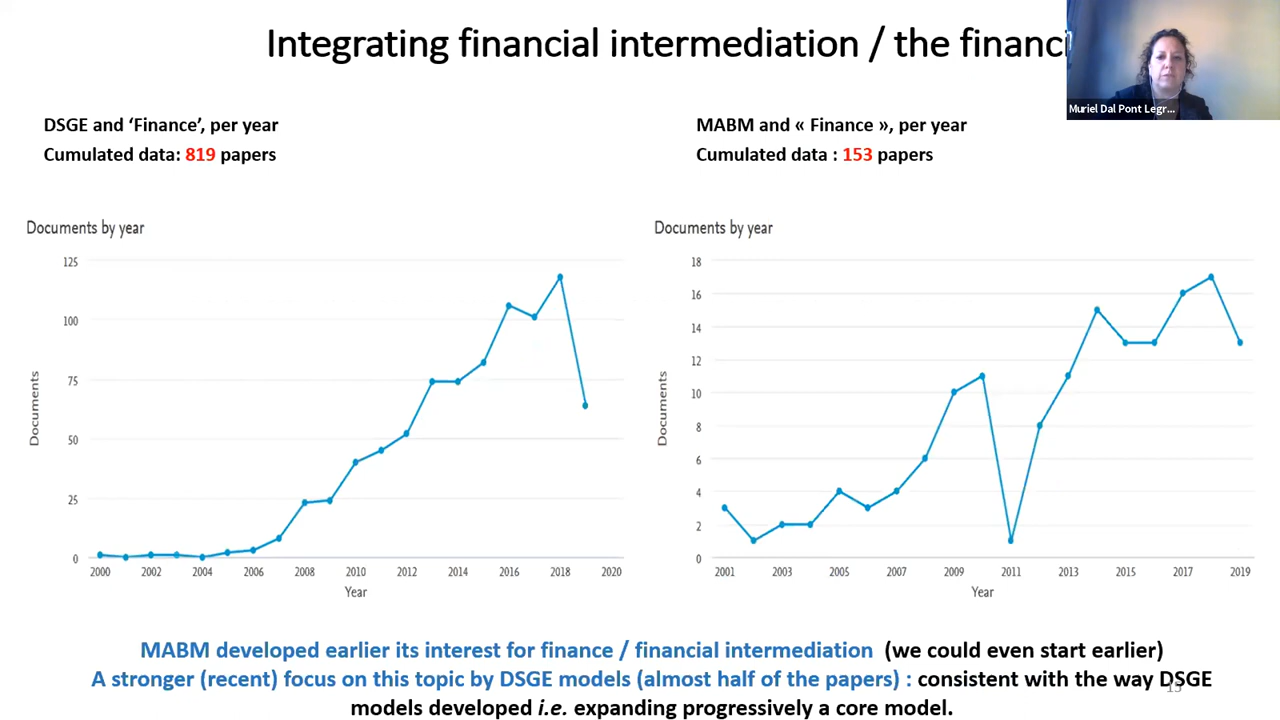 Integrating financial intermediation / the financi
Muriel Dal Pont Legr...
DSGE and ‘Finance’, per year
Cumulated data: 819 papers
MABM and « Finance », per year
Cumulated data : 153 papers
Documents by year
Documents
125
100
75
50
25
0
2000 2002 2004 2006 2008 2010 2012 2014 2016 2018 2020
Year
Documents by year
Documents
18
16
14
12
10
8
6
4
2
0
2001 2003 2005 2007 2009 2011 2013 2015 2017 2019
Year
MABM developed earlier its interest for finance / financial intermediation (we could even start earlier)
A stronger (recent) focus on this topic by DSGE models (almost half of the papers) : consistent with the way DSGE
models developed i.e. expanding progressively a core model.